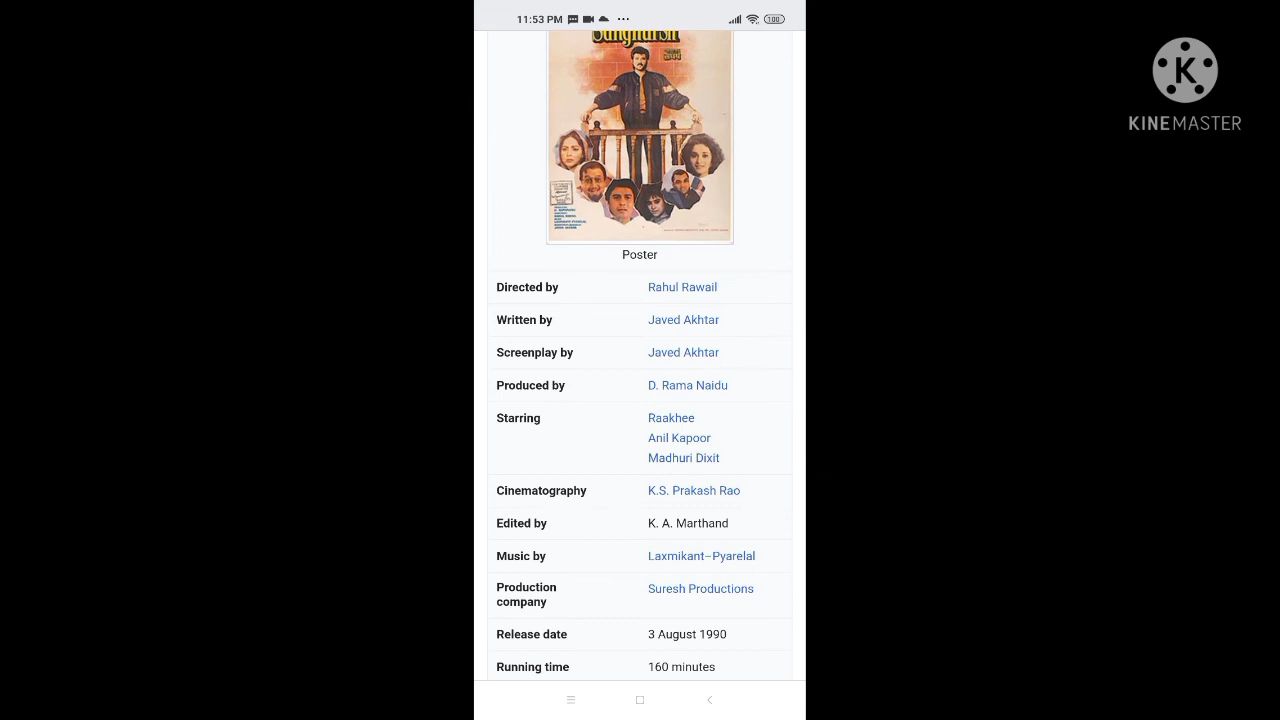 11:53 PM
100
KINEMASTER
Poster
Directed by Rahul Rawail
Written by Javed Akhtar
Screenplay by Javed Akhtar
Produced by D. Rama Naidu
Starring Raakhee
Anil Kapoor
Madhuri Dixit
Cinematography K.S. Prakash Rao
Edited by K. A. Marthand
Music by Laxmikant–Pyarelal
Production company Suresh Productions
Release date 3 August 1990
Running time 160 minutes